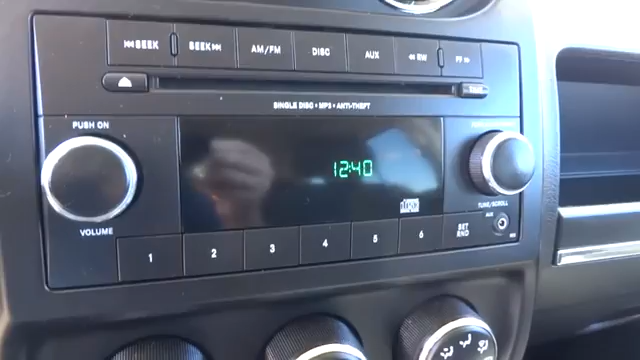 SEEK
SEEK
AM/FM
DISC
AUX
RW
FF
SINGLE DISC • MP3 • ANTI-THEFT
PUSH ON
12:40
VOLUME
TUNE/SCROLL
AUX
1
2
3
4
5
6
SET
RND